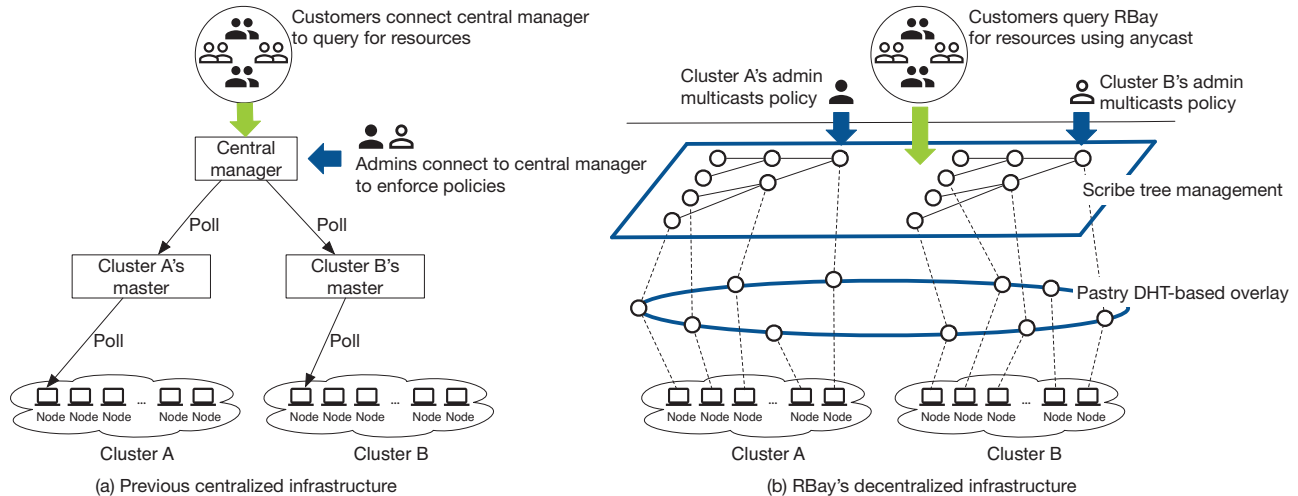 Customers connect central manager
to query for resources
Central
manager
Admins connect to central manager
to enforce policies
Poll
Poll
Cluster A's
master
Cluster B's
master
Poll
Poll
Node Node Node ... Node Node
Node Node Node ... Node Node
Cluster A
Cluster B
(a) Previous centralized infrastructure
Customers query RBay
for resources using anycast
Cluster A's admin
multicasts policy
Cluster B's admin
multicasts policy
Scribe tree management
Pastry DHT-based overlay
Node Node Node ... Node Node
Node Node Node ... Node Node
Cluster A
Cluster B
(b) RBay's decentralized infrastructure